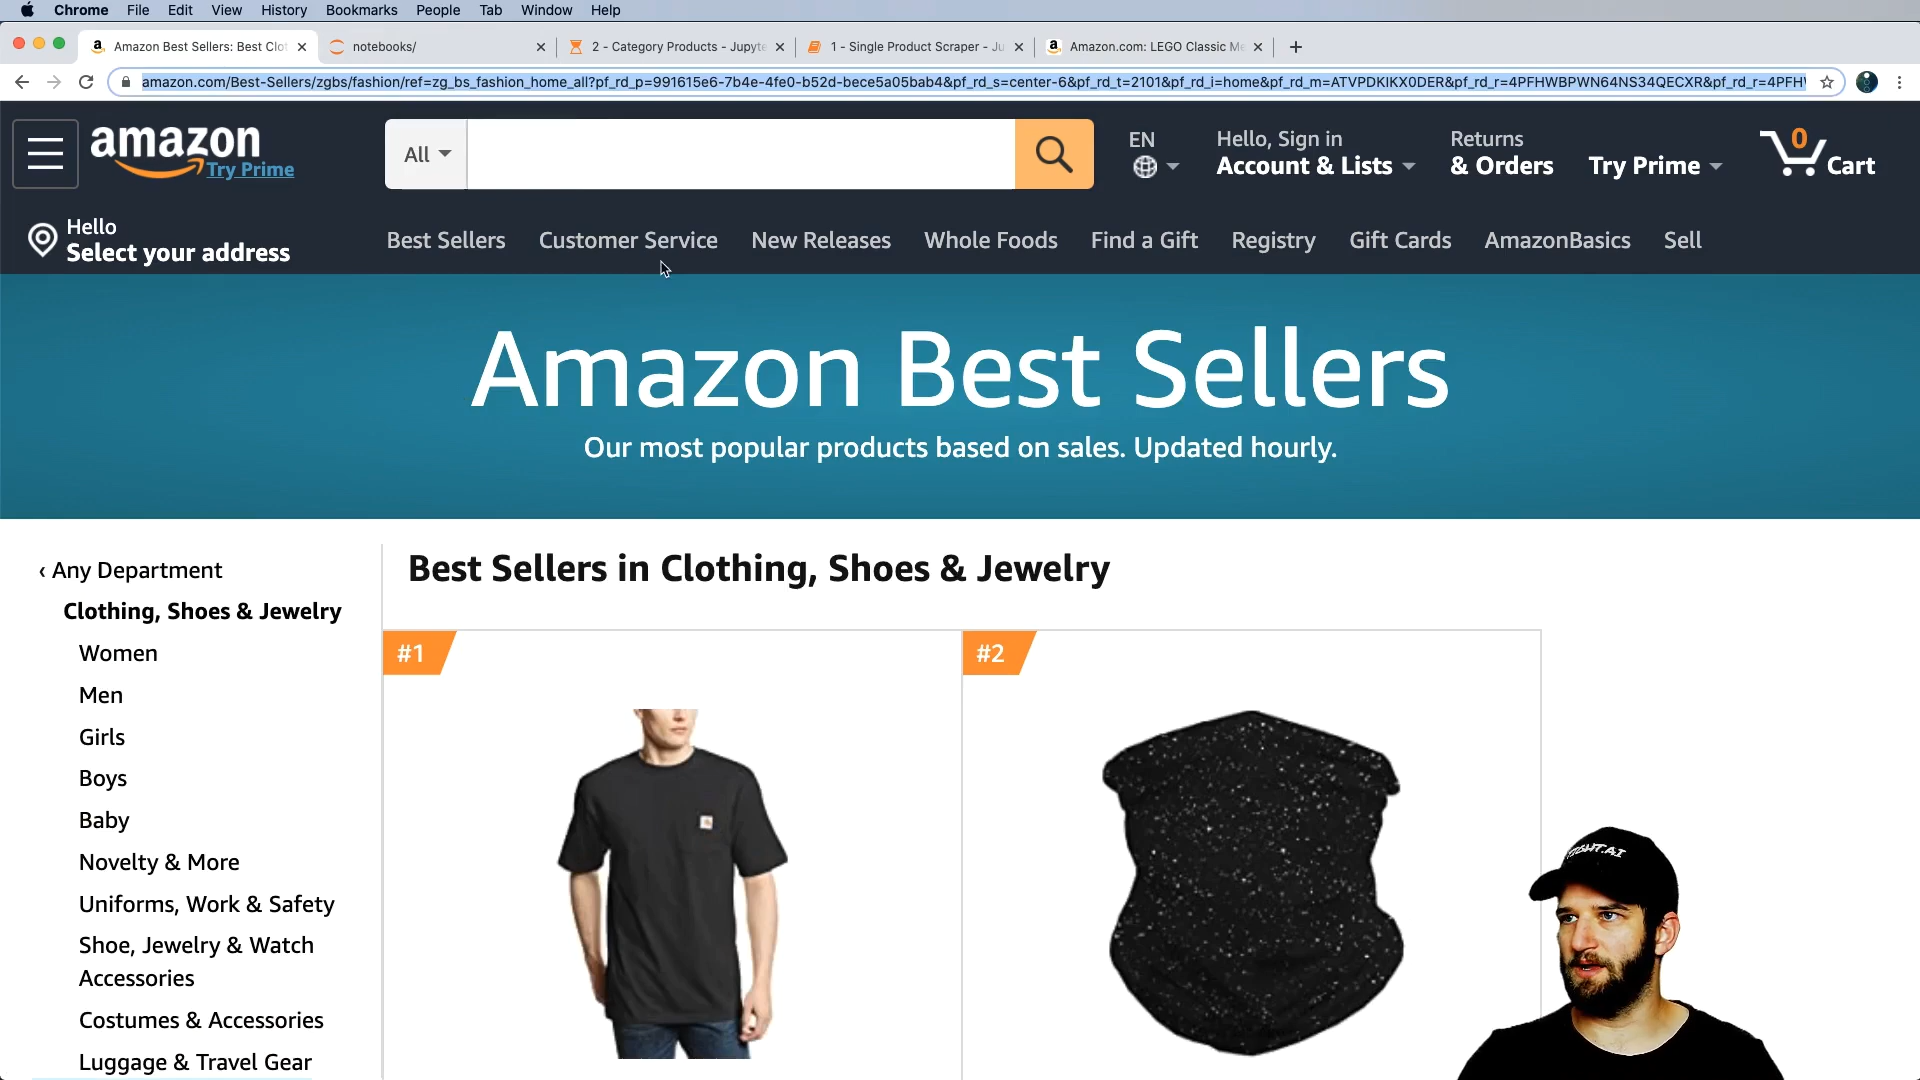 Chrome File Edit View History Bookmarks People Tab Window Help
Amazon Best Sellers: Best Clot
notebooks/
2 - Category Products - Jupyte
1 - Single Product Scraper - Ju
Amazon.com: LEGO Classic Me
amazon.com/Best-Sellers/zgbs/fashion/ref=zg_bs_fashion_home_all?pf_rd_p=991615e6-7b4e-4fe0-b52d-bece5a05bab4&pf_rd_s=center-6&pf_rd_t=2101&pf_rd_i=home&pf_rd_m=ATVPDKIKX0DER&pf_rd_r=4PFHWBPWN64NS34QECXR&pf_rd_r=4PFH
amazon
Try Prime
All
EN
Hello, Sign in
Account & Lists
Returns
& Orders
Try Prime
0
Cart
Hello
Select your address
Best Sellers Customer Service New Releases Whole Foods Find a Gift Registry Gift Cards AmazonBasics Sell
Amazon Best Sellers
Our most popular products based on sales. Updated hourly.
‹ Any Department
Clothing, Shoes & Jewelry
Women
Men
Girls
Boys
Baby
Novelty & More
Uniforms, Work & Safety
Shoe, Jewelry & Watch
Accessories
Costumes & Accessories
Luggage & Travel Gear
Best Sellers in Clothing, Shoes & Jewelry
#1
#2